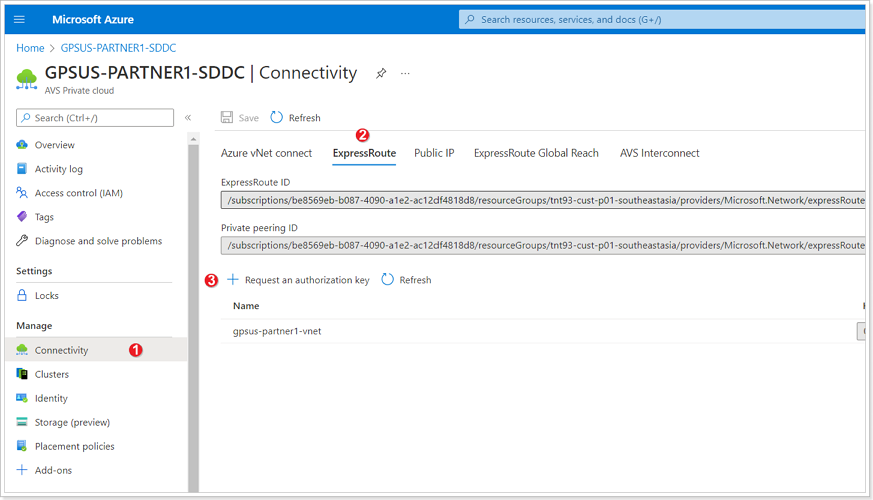 Microsoft Azure
Search resources, services, and docs (G+/)
Home > GPSUS-PARTNER1-SDDC
GPSUS-PARTNER1-SDDC | Connectivity
AVS Private cloud
Search (Ctrl+/)
Overview
Activity log
Access control (IAM)
Tags
Diagnose and solve problems
Settings
Locks
Manage
Connectivity 1
Clusters
Identity
Storage (preview)
Placement policies
Add-ons
Save Refresh
2
Azure vNet connect ExpressRoute Public IP ExpressRoute Global Reach AVS Interconnect
ExpressRoute ID
/subscriptions/be8569eb-b087-4090-a1e2-ac12df4818d8/resourceGroups/tnt93-cust-p01-southeastasia/providers/Microsoft.Network/expressRoute
Private peering ID
/subscriptions/be8569eb-b087-4090-a1e2-ac12df4818d8/resourceGroups/tnt93-cust-p01-southeastasia/providers/Microsoft.Network/expressRoute
3 Request an authorization key Refresh
Name
gpsus-partner1-vnet